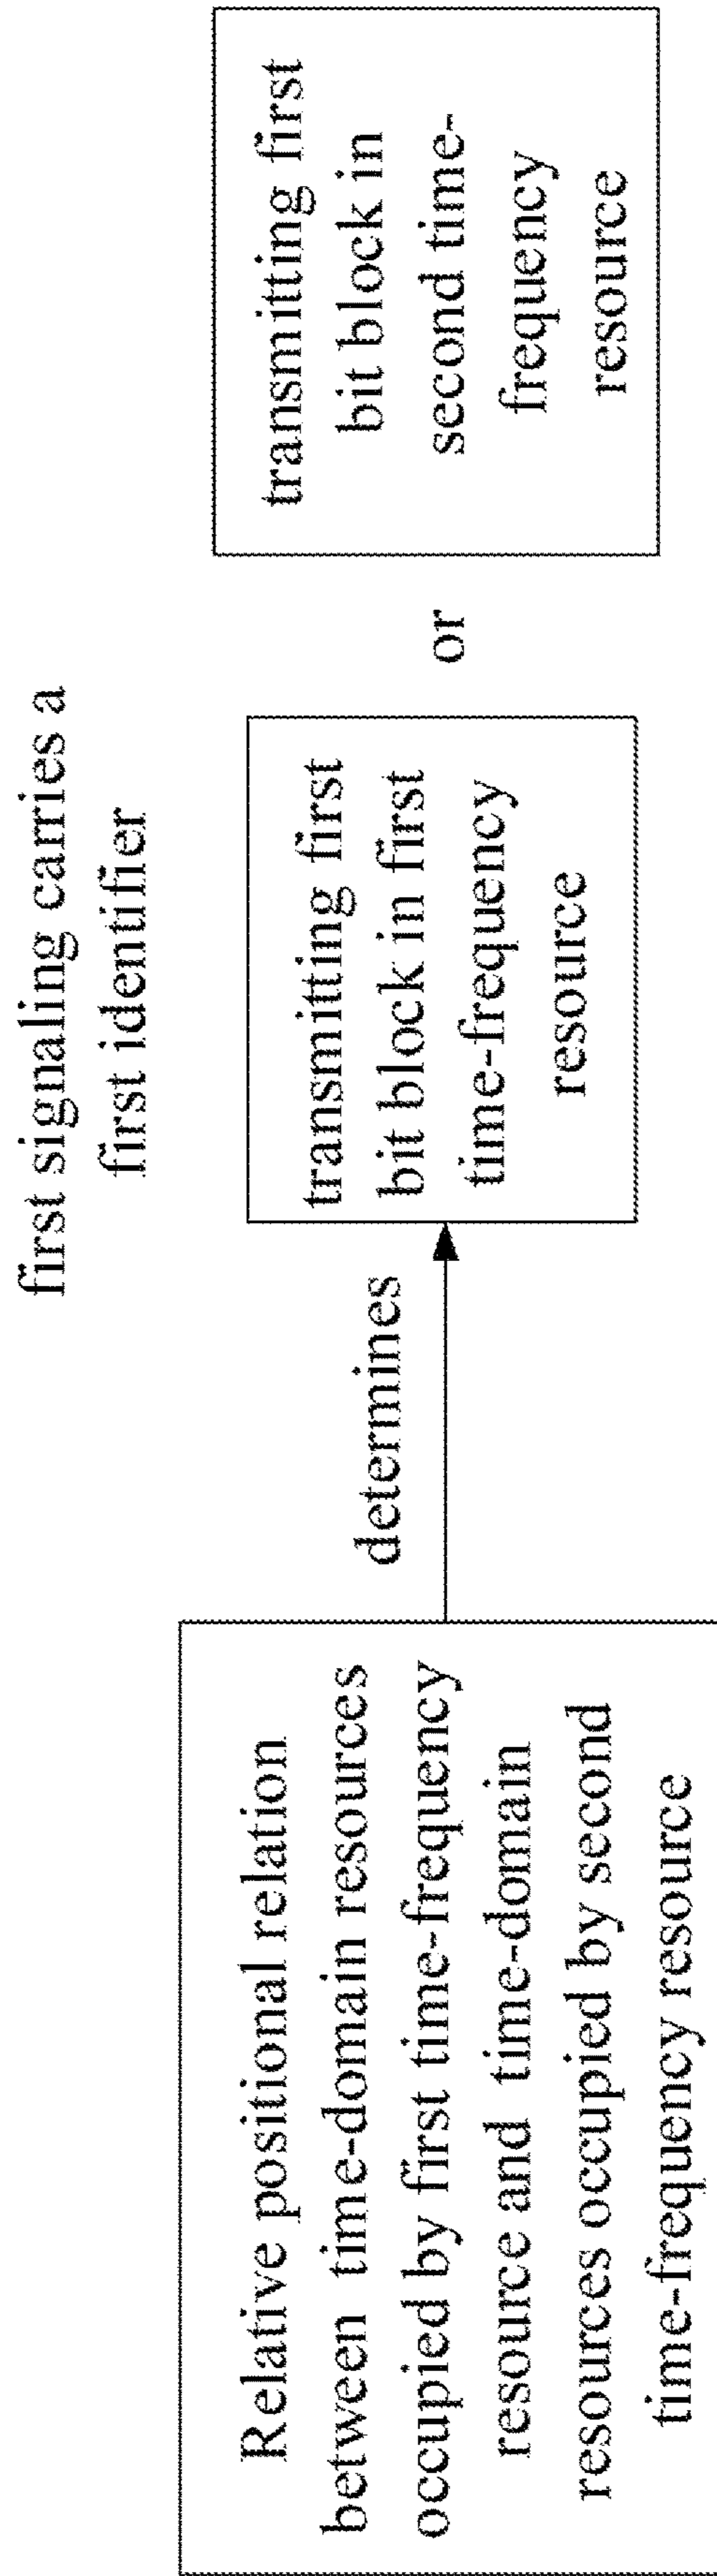 first signaling carries a
first identifier
Relative positional relation
between time-domain resources
occupied by first time-frequency
resource and time-domain
resources occupied by second
time-frequency resource
determines
transmitting first
bit block in first
time-frequency
resource
or
transmitting first
bit block in
second time-
frequency
resource